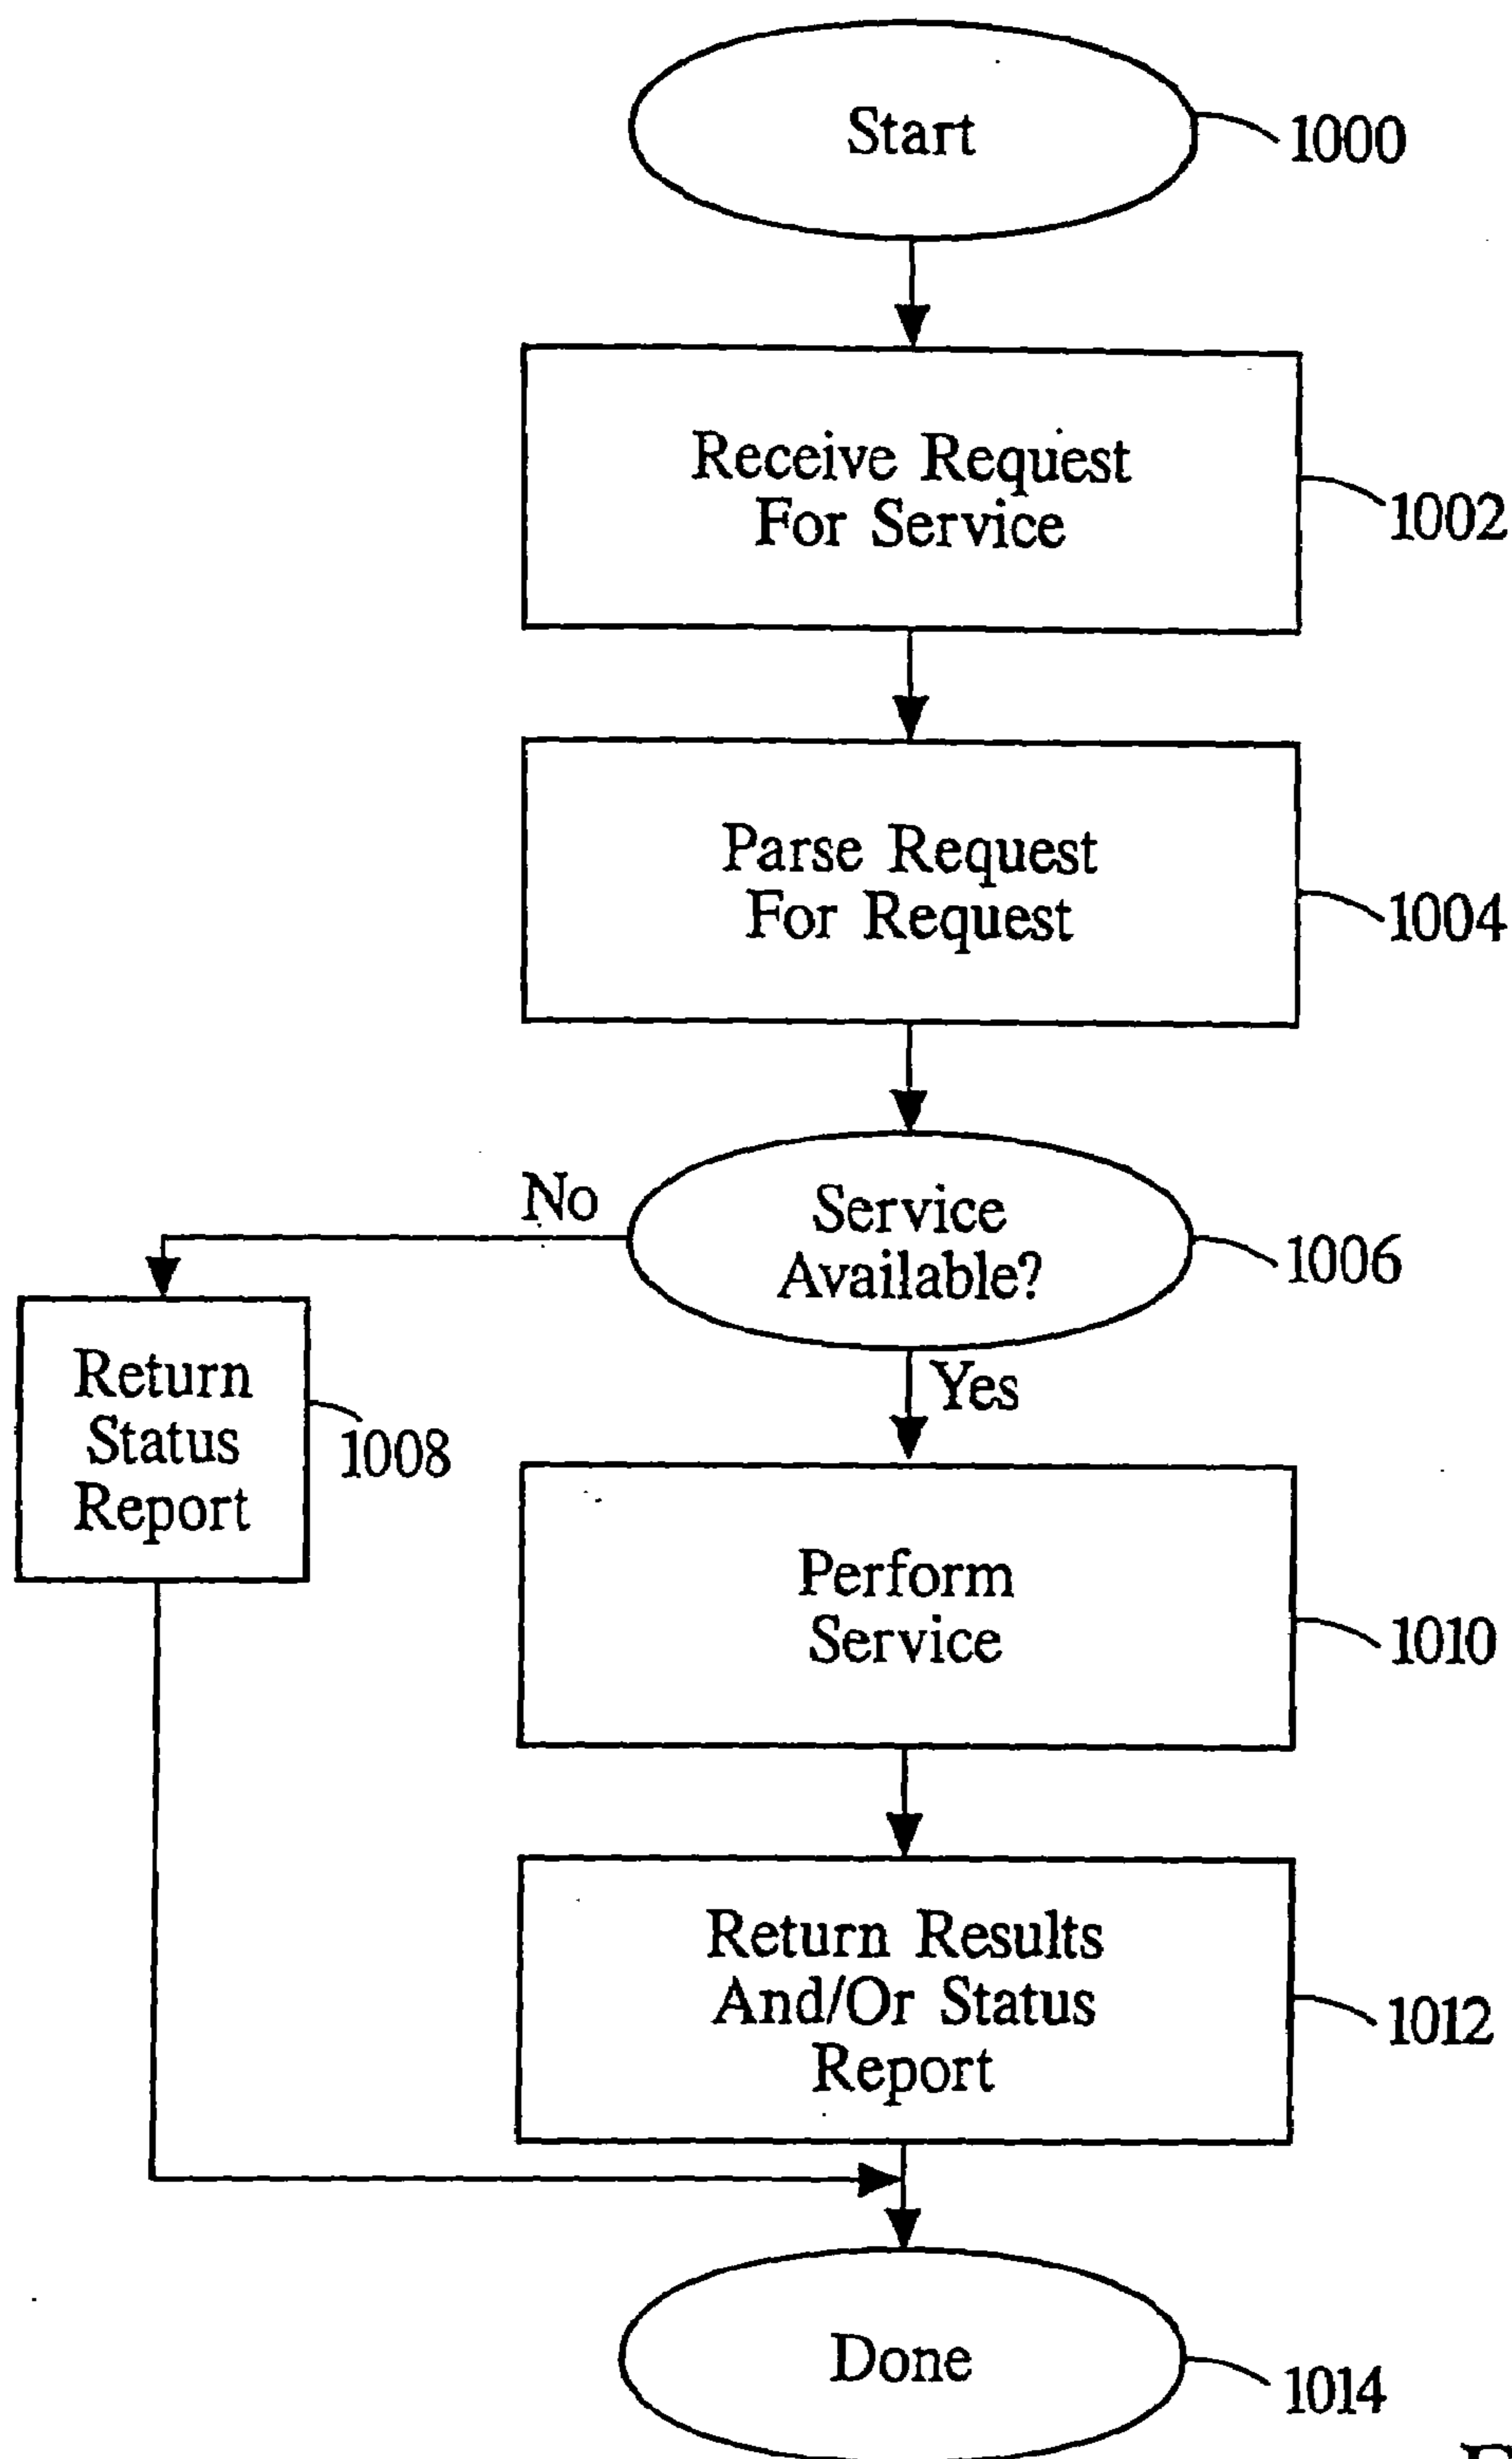 Start
1000
Receive Request
For Service
1002
Parse Request
For Request
1004
No
Service
Available?
1006
Yes
Return
Status
Report
1008
Perform
Service
1010
Return Results
And/Or Status
Report
1012
Done
1014